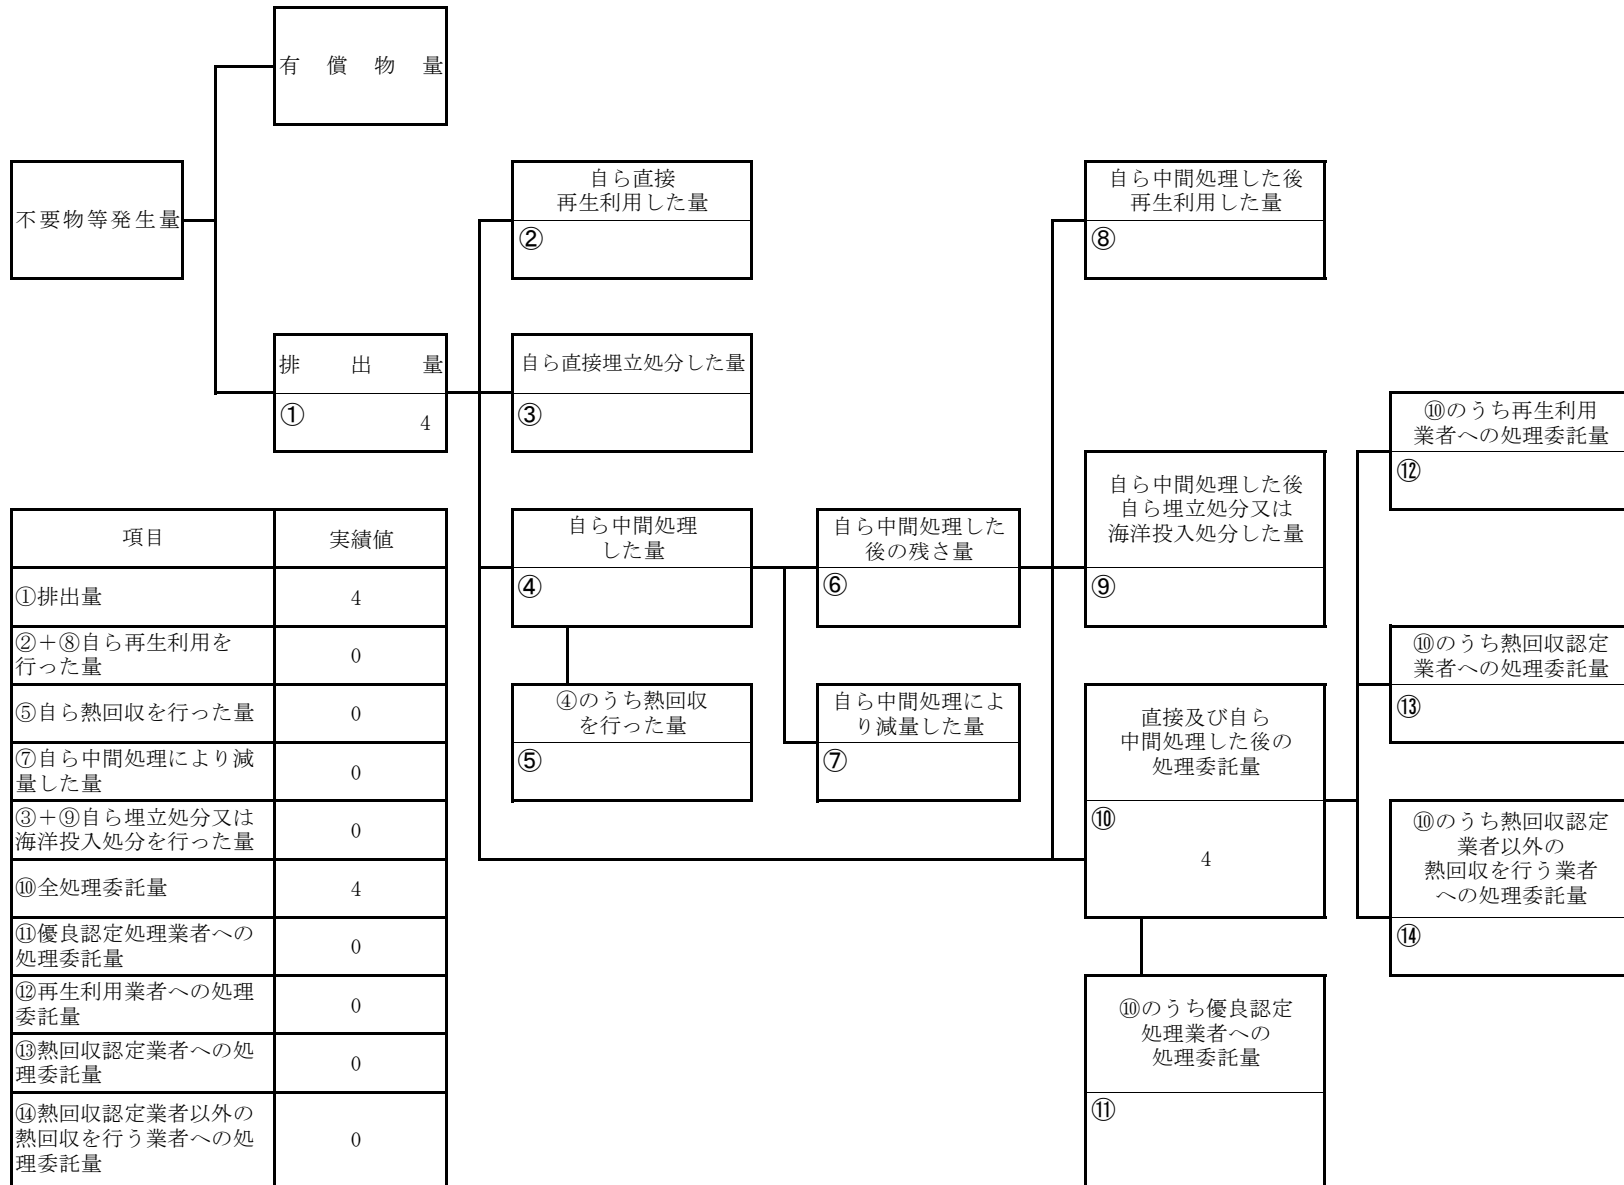 有償物量
不要物等発生量
自ら直接
再生利用した量
②
自ら中間処理した後
再生利用した量
⑧
排出量
①
4
自ら直接埋立処分した量
③
⑩のうち再生利用
業者への処理委託量
⑫
自ら中間処理した後
自ら埋立処分又は
海洋投入処分した量
⑨
自ら中間処理
した量
④
自ら中間処理した
後の残さ量
⑥
⑩のうち熱回収認定
業者への処理委託量
⑬
④のうち熱回収
を行った量
⑤
自ら中間処理によ
り減量した量
⑦
直接及び自ら
中間処理した後の
処理委託量
⑩
4
⑩のうち熱回収認定
業者以外の
熱回収を行う業者
への処理委託量
⑭
⑩のうち優良認定
処理業者への
処理委託量
⑪
項目 実績値
①排出量 4
②+⑧自ら再生利用を
行った量 0
⑤自ら熱回収を行った量 0
⑦自ら中間処理により減
量した量 0
③+⑨自ら埋立処分又は
海洋投入処分を行った量 0
⑩全処理委託量 4
⑪優良認定処理業者への
処理委託量 0
⑫再生利用業者への処理
委託量 0
⑬熱回収認定業者への処
理委託量 0
⑭熱回収認定業者以外の
熱回収を行う業者への処 0
理委託量